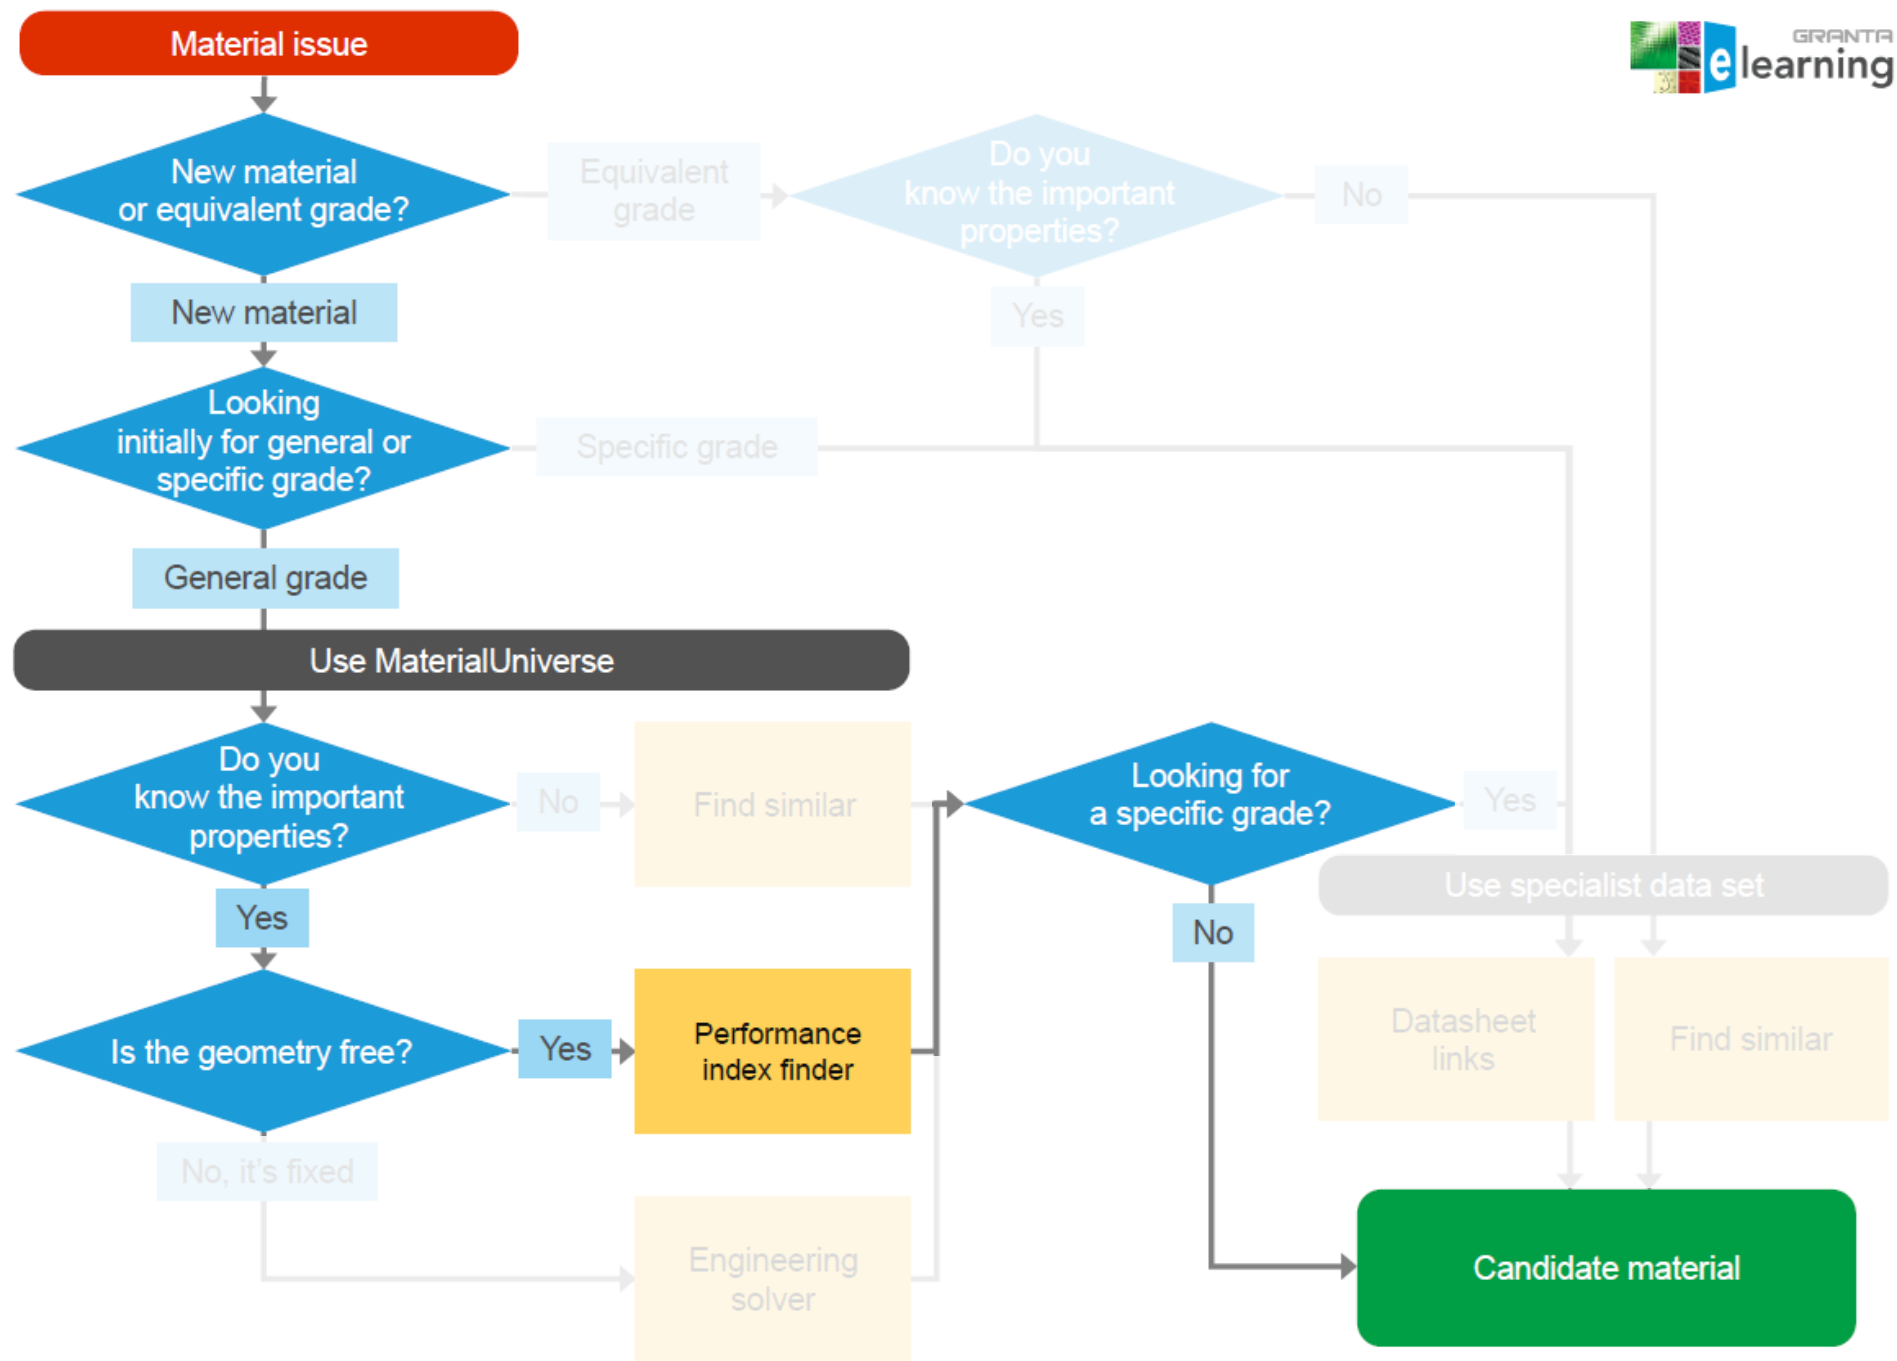 Material issue
GRANTA
e learning
New material
or equivalent grade?
Equivalent
grade
Do you
know the important
properties?
No
New material
Yes
Looking
initially for general or
specific grade?
Specific grade
General grade
Use MaterialUniverse
Do you
know the important
properties?
No
Find similar
Looking for
a specific grade?
Yes
Use specialist data set
Yes
No
Is the geometry free?
Yes
Performance
index finder
Datasheet
links
Find similar
No, it's fixed
Engineering
solver
Candidate material